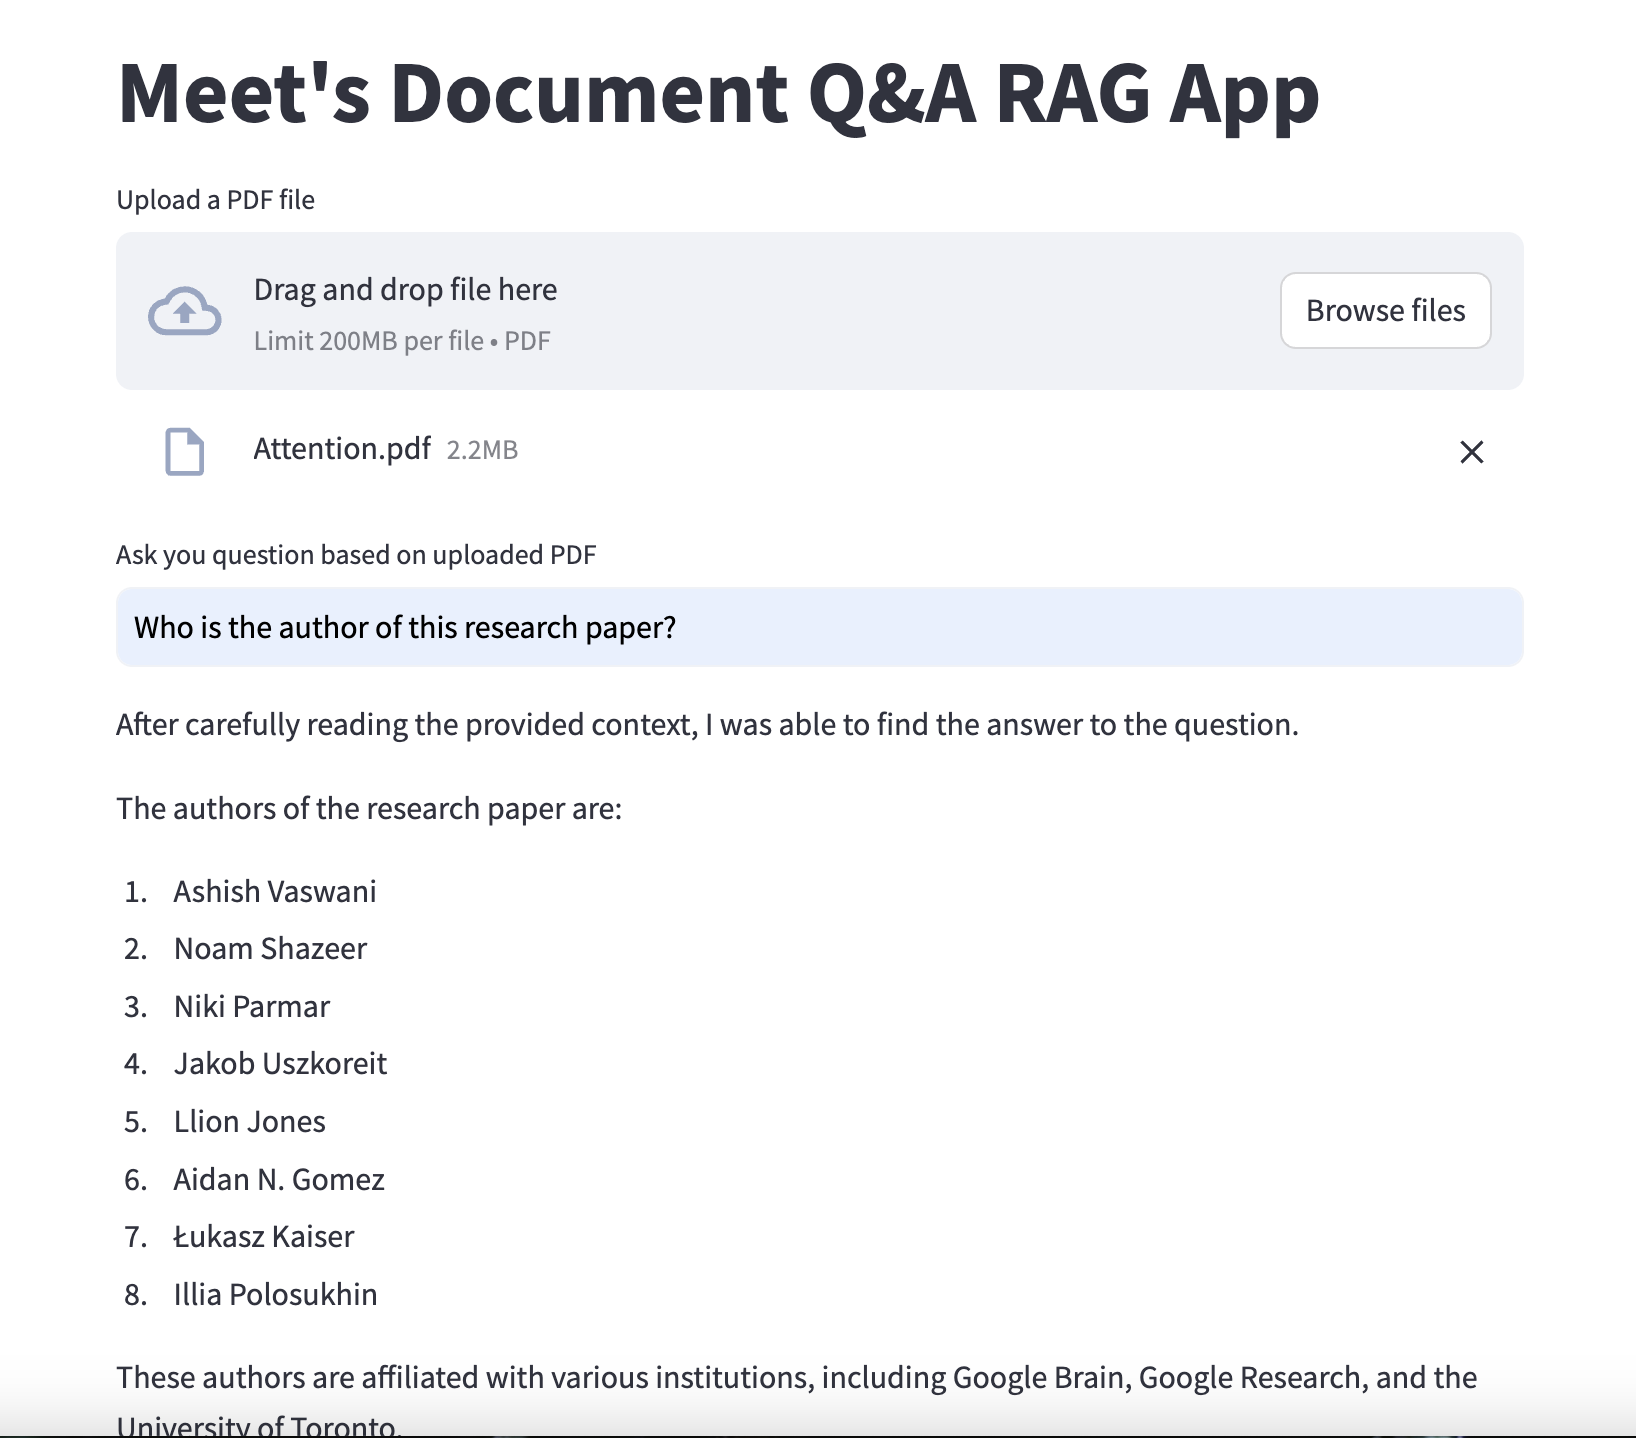 Meet's Document Q&A RAG App
Upload a PDF file
Drag and drop file here
Limit 200MB per file • PDF
Browse files
Attention.pdf 2.2MB
Ask you question based on uploaded PDF
Who is the author of this research paper?
After carefully reading the provided context, I was able to find the answer to the question.
The authors of the research paper are:
1. Ashish Vaswani
2. Noam Shazeer
3. Niki Parmar
4. Jakob Uszkoreit
5. Llion Jones
6. Aidan N. Gomez
7. Łukasz Kaiser
8. Illia Polosukhin
These authors are affiliated with various institutions, including Google Brain, Google Research, and the
University of Toronto.